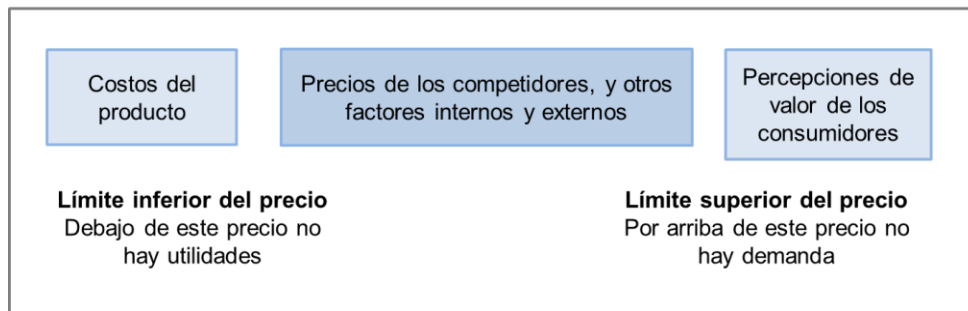 Costos del
producto
Precios de los competidores, y otros
factores internos y externos
Percepciones de
valor de los
consumidores
Límite inferior del precio
Debajo de este precio no
hay utilidades
Límite superior del precio
Por arriba de este precio no
hay demanda